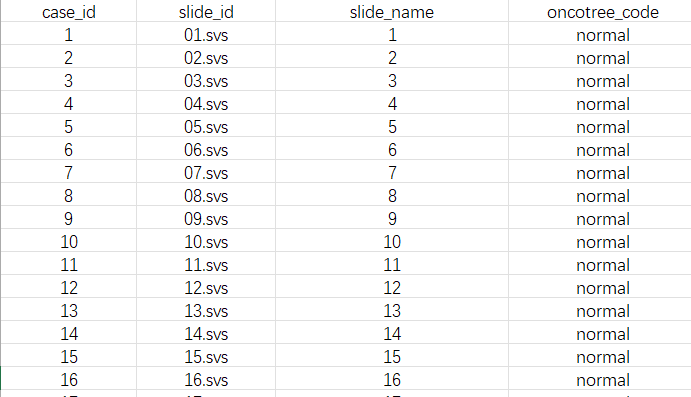 case_id slide_id slide_name oncotree_code
1 01.svs 1 normal
2 02.svs 2 normal
3 03.svs 3 normal
4 04.svs 4 normal
5 05.svs 5 normal
6 06.svs 6 normal
7 07.svs 7 normal
8 08.svs 8 normal
9 09.svs 9 normal
10 10.svs 10 normal
11 11.svs 11 normal
12 12.svs 12 normal
13 13.svs 13 normal
14 14.svs 14 normal
15 15.svs 15 normal
16 16.svs 16 normal